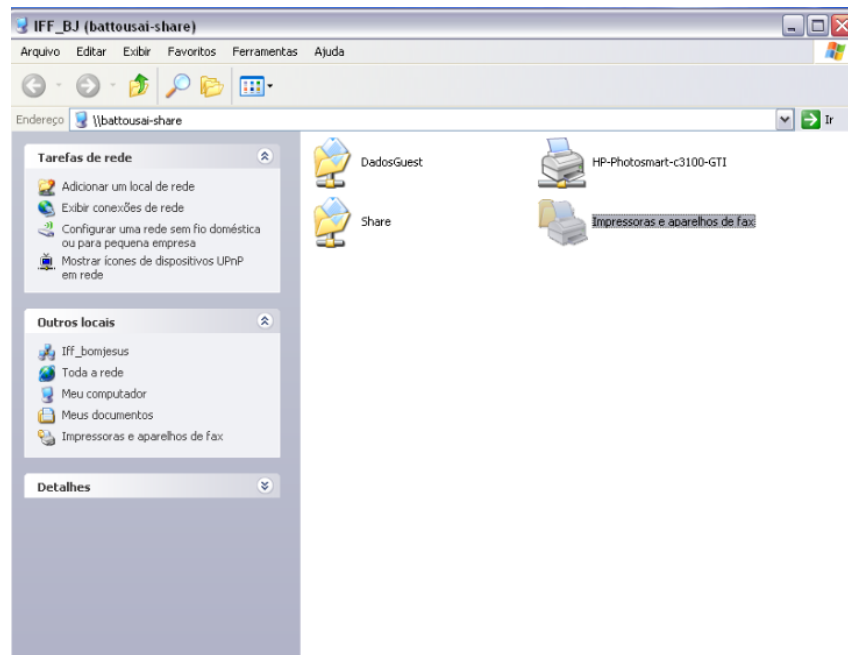 IFF_BJ (battousai-share)
Arquivo Editar Exibir Favoritos Ferramentas Ajuda
Endereço \\battousai-share Ir
Tarefas de rede
Adicionar um local de rede
Exibir conexões de rede
Configurar uma rede sem fio doméstica
ou para pequena empresa
Mostrar ícones de dispositivos UPnP
em rede
Outros locais
Iff_bomjesus
Toda a rede
Meu computador
Meus documentos
Impressoras e aparelhos de fax
Detalhes
DadosGuest HP-Photosmart-c3100-GTI
Share Impressoras e aparelhos de fax